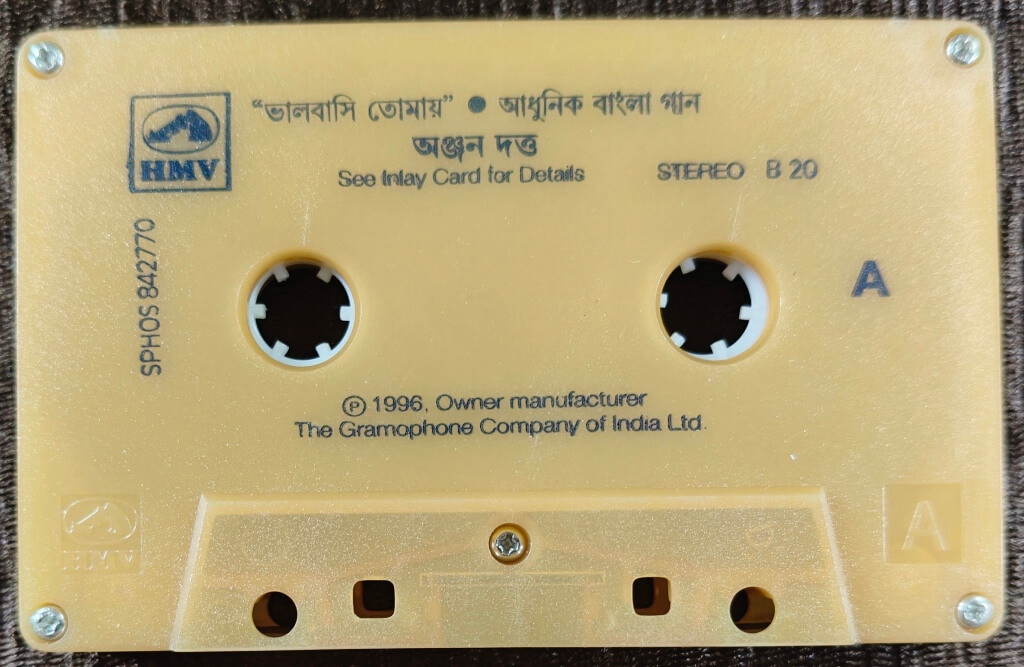 “ভালবাসি তোমায়” ● আধুনিক বাংলা গান
অঞ্জন দত্ত
See Inlay Card for Details
STEREO B 20
HMV
SPHOS 842770
A
Ⓟ 1996, Owner manufacturer
The Gramophone Company of India Ltd.
HMV
A